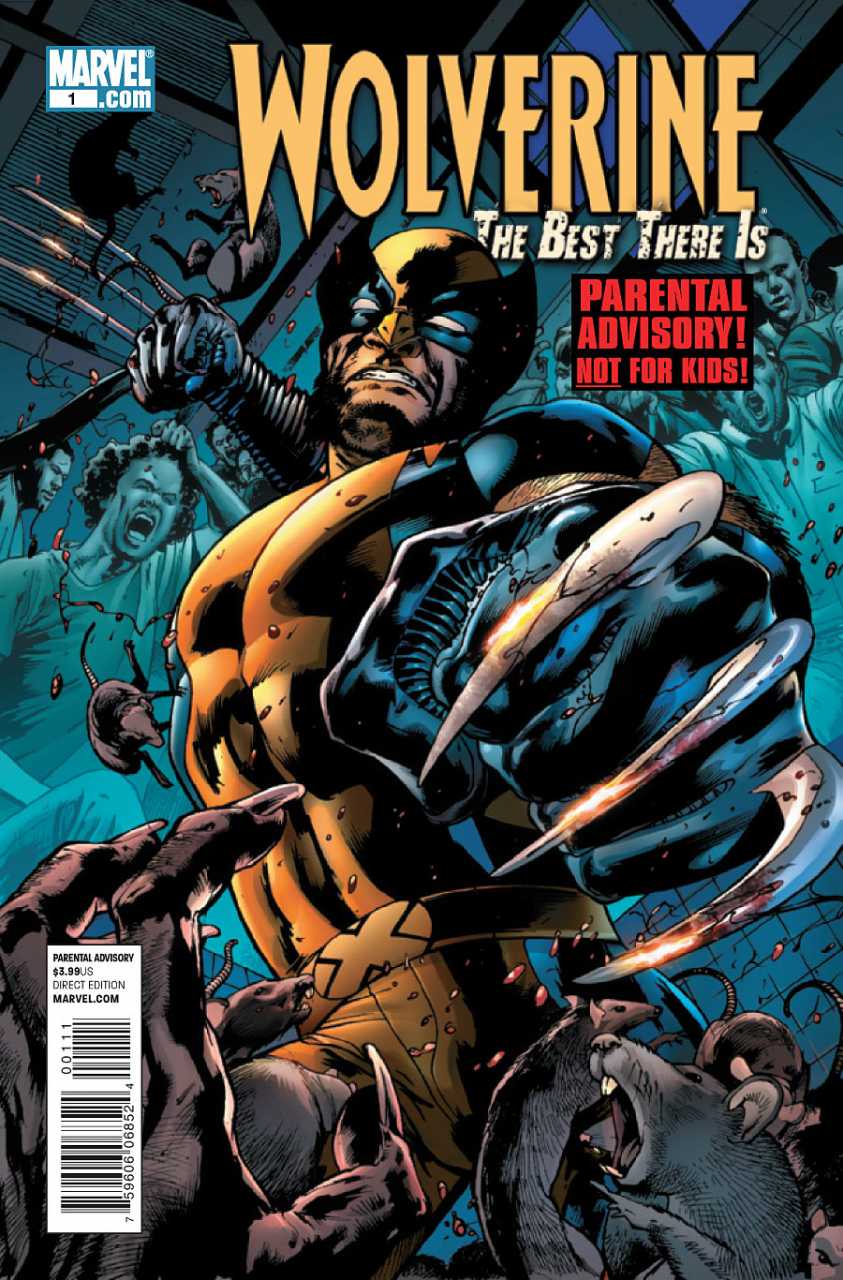 MARVEL®
1
.com
WOLVERINE
THE BEST THERE IS®
PARENTAL
ADVISORY!
NOT FOR KIDS!
PARENTAL ADVISORY
$3.99US
DIRECT EDITION
MARVEL.COM
00111
7 59606 06852 4